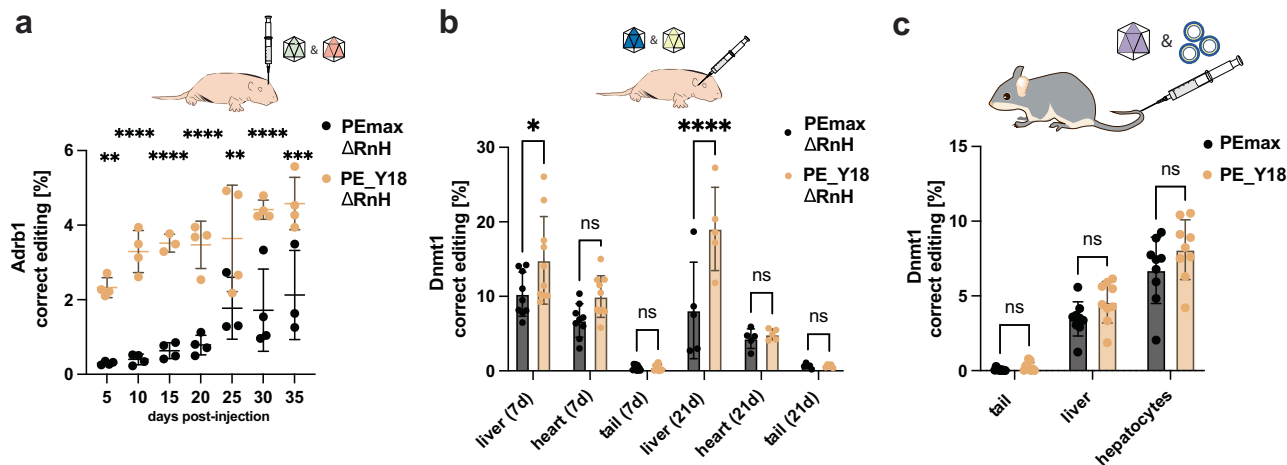 a
&
**** **** ****
** **** ** ***
PEmax
ΔRnH
PE_Y18
ΔRnH
Adrb1
correct editing [%]
6
4
2
0
5 10 15 20 25 30 35
days post-injection
b
&
* ****
ns ns ns ns
PEmax
ΔRnH
PE_Y18
ΔRnH
Dnmt1
correct editing [%]
30
20
10
0
liver (7d)
heart (7d)
tail (7d)
liver (21d)
heart (21d)
tail (21d)
c
&
PEmax
PE_Y18
ns
ns
ns
Dnmt1
correct editing [%]
15
10
5
0
tail
liver
hepatocytes